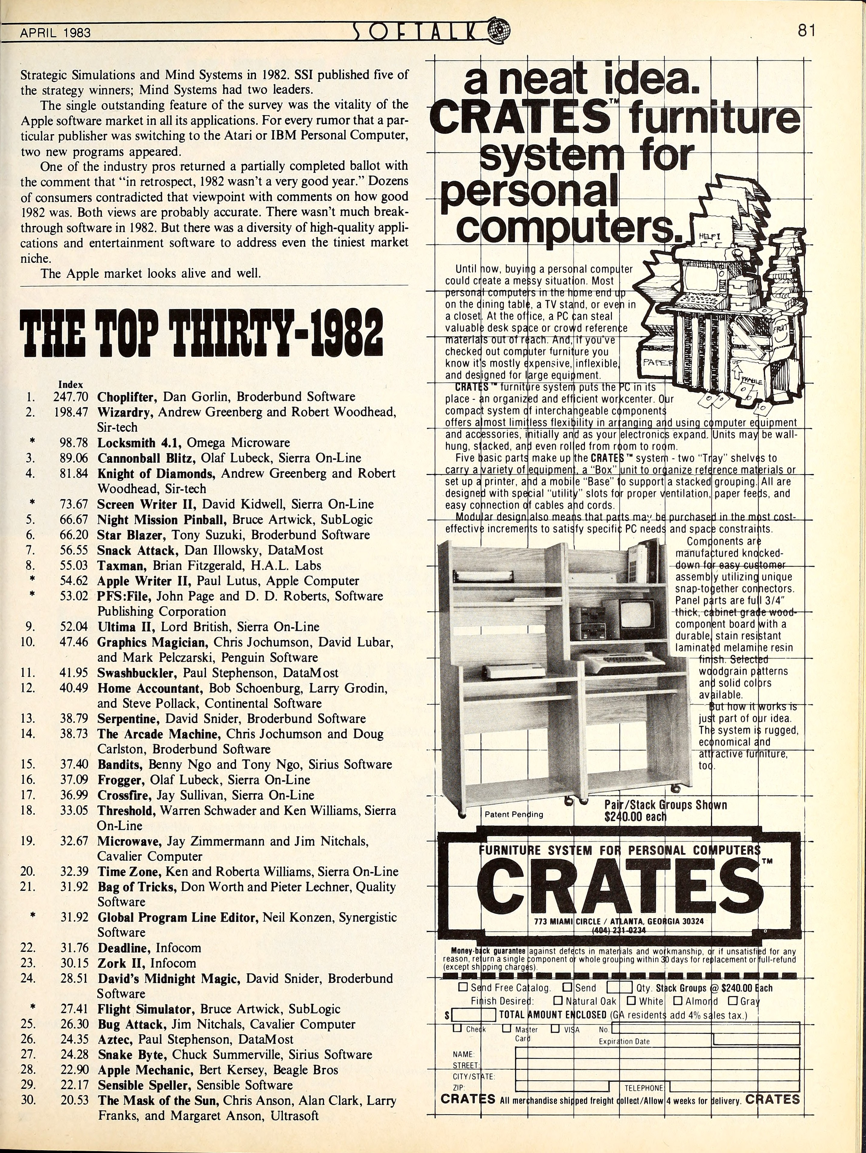 APRIL 1983
SOFTALK
81
Strategic Simulations and Mind Systems in 1982. SSI published five of
the strategy winners; Mind Systems had two leaders.
The single outstanding feature of the survey was the vitality of the
Apple software market in all its applications. For every rumor that a par-
ticular publisher was switching to the Atari or IBM Personal Computer,
two new programs appeared.
One of the industry pros returned a partially completed ballot with
the comment that "in retrospect, 1982 wasn't a very good year." Dozens
of consumers contradicted that viewpoint with comments on how good
1982 was. Both views are probably accurate. There wasn't much break-
through software in 1982. But there was a diversity of high-quality appli-
cations and entertainment software to address even the tiniest market
niche.
The Apple market looks alive and well.
THE TOP THIRTY-1982
Index
1. 247.70 Choplifter, Dan Gorlin, Broderbund Software
2. 198.47 Wizardry, Andrew Greenberg and Robert Woodhead,
Sir-tech
* 98.78 Locksmith 4.1, Omega Microware
3. 89.06 Cannonball Blitz, Olaf Lubeck, Sierra On-Line
4. 81.84 Knight of Diamonds, Andrew Greenberg and Robert
Woodhead, Sir-tech
* 73.67 Screen Writer II, David Kidwell, Sierra On-Line
5. 66.67 Night Mission Pinball, Bruce Artwick, SubLogic
6. 66.20 Star Blazer, Tony Suzuki, Broderbund Software
7. 56.55 Snack Attack, Dan Illowsky, DataMost
8. 55.03 Taxman, Brian Fitzgerald, H.A.L. Labs
* 54.62 Apple Writer II, Paul Lutus, Apple Computer
* 53.02 PFS:File, John Page and D. D. Roberts, Software
Publishing Corporation
9. 52.04 Ultima II, Lord British, Sierra On-Line
10. 47.46 Graphics Magician, Chris Jochumson, David Lubar,
and Mark Pelczarski, Penguin Software
11. 41.95 Swashbuckler, Paul Stephenson, DataMost
12. 40.49 Home Accountant, Bob Schoenburg, Larry Grodin,
and Steve Pollack, Continental Software
13. 38.79 Serpentine, David Snider, Broderbund Software
14. 38.73 The Arcade Machine, Chris Jochumson and Doug
Carlston, Broderbund Software
15. 37.40 Bandits, Benny Ngo and Tony Ngo, Sirius Software
16. 37.09 Frogger, Olaf Lubeck, Sierra On-Line
17. 36.99 Crossfire, Jay Sullivan, Sierra On-Line
18. 33.05 Threshold, Warren Schwader and Ken Williams, Sierra
On-Line
19. 32.67 Microwave, Jay Zimmermann and Jim Nitchals,
Cavalier Computer
20. 32.39 Time Zone, Ken and Roberta Williams, Sierra On-Line
21. 31.92 Bag of Tricks, Don Worth and Pieter Lechner, Quality
Software
* 31.92 Global Program Line Editor, Neil Konzen, Synergistic
Software
22. 31.76 Deadline, Infocom
23. 30.15 Zork II, Infocom
24. 28.51 David's Midnight Magic, David Snider, Broderbund
Software
* 27.41 Flight Simulator, Bruce Artwick, SubLogic
25. 26.30 Bug Attack, Jim Nitchals, Cavalier Computer
26. 24.35 Aztec, Paul Stephenson, DataMost
27. 24.28 Snake Byte, Chuck Summerville, Sirius Software
28. 22.90 Apple Mechanic, Bert Kersey, Beagle Bros
29. 22.17 Sensible Speller, Sensible Software
30. 20.53 The Mask of the Sun, Chris Anson, Alan Clark, Larry
Franks, and Margaret Anson, Ultrasoft
a neat idea.
CRATES™ furniture
system for
personal
computers.
HELP!
PAPER
Until now, buying a personal computer
could create a messy situation. Most
personal computers in the home end up
on the dining table, a TV stand, or even in
a closet. At the office, a PC can steal
valuable desk space or crowd reference
materials out of reach. And, if you've
checked out computer furniture you
know it's mostly expensive, inflexible,
and designed for large equipment.
CRATES™ furniture system puts the PC in its
place - an organized and efficient workcenter. Our
compact system of interchangeable components
offers almost limitless flexibility in arranging and using computer equipment
and accessories, initially and as your electronics expand. Units may be wall-
hung, stacked, and even rolled from room to room.
Five basic parts make up the CRATES™ system - two "Tray" shelves to
carry a variety of equipment, a "Box" unit to organize reference materials or
set up a printer, and a mobile "Base" to support a stacked grouping. All are
designed with special "utility" slots for proper ventilation, paper feeds, and
easy connection of cables and cords.
Modular design also means that parts may be purchased in the most cost-
effective increments to satisfy specific PC needs and space constraints.
Components are
manufactured knocked-
down for easy customer
assembly utilizing unique
snap-together connectors.
Panel parts are full 3/4"
thick, cabinet grade wood-
component board with a
durable, stain resistant
laminated melamine resin
finish. Selected
woodgrain patterns
and solid colors
available.
But how it works is
just part of our idea.
The system is rugged,
economical and
attractive furniture,
too.
Patent Pending
Pair/Stack Groups Shown
$240.00 each
FURNITURE SYSTEM FOR PERSONAL COMPUTERS
CRATES™
773 MIAMI CIRCLE / ATLANTA, GEORGIA 30324
(404) 231-0234
Money-back guarantee against defects in materials and workmanship, or if unsatisfied for any
reason, return a single component or whole grouping within 30 days for replacement or full-refund
(except shipping charges).
Send Free Catalog. Send Qty. Stack Groups @ $240.00 Each
Finish Desired: Natural Oak White Almond Gray
$ TOTAL AMOUNT ENCLOSED (GA residents add 4% sales tax.)
Check Master Card VISA No.
Expiration Date
NAME:
STREET:
CITY/STATE:
ZIP: TELEPHONE
CRATES All merchandise shipped freight collect/Allow 4 weeks for delivery. CRATES